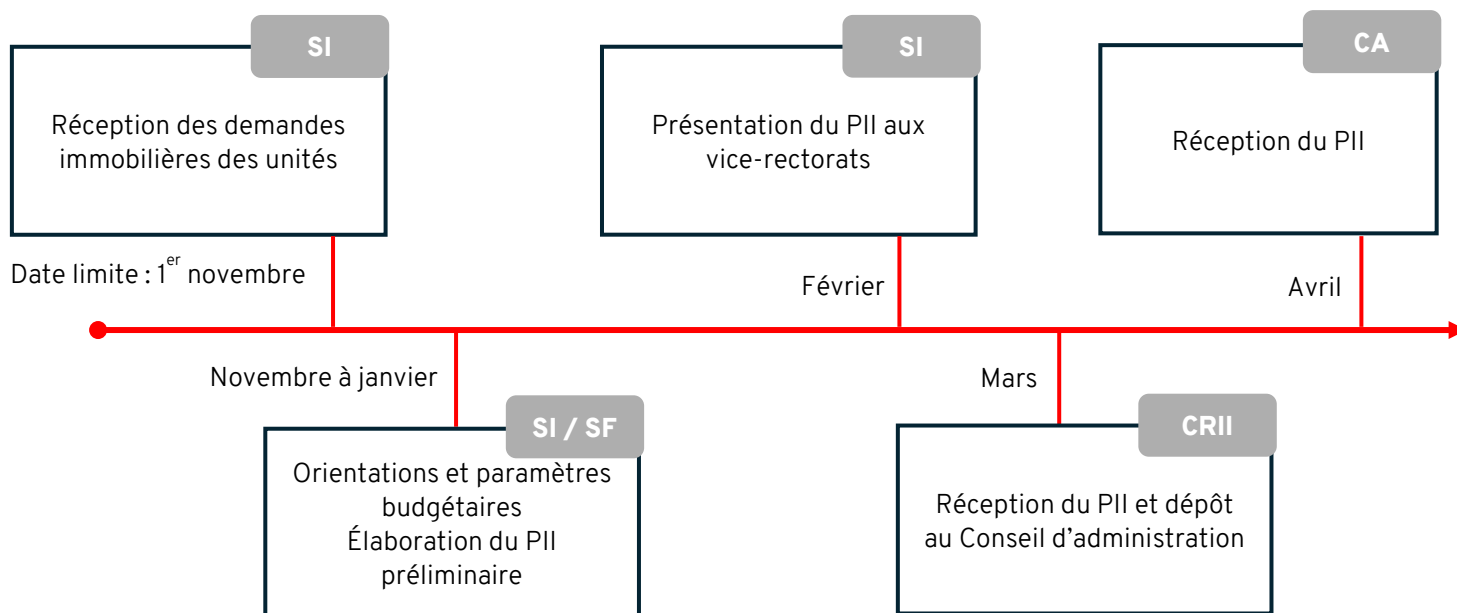 SI
Réception des demandes
immobilières des unités
Date limite : 1er novembre
Novembre à janvier
SI / SF
Orientations et paramètres
budgétaires
Élaboration du PII
préliminaire
SI
Présentation du PII aux
vice-rectorats
Février
Mars
CRII
Réception du PII et dépôt
au Conseil d'administration
CA
Réception du PII
Avril